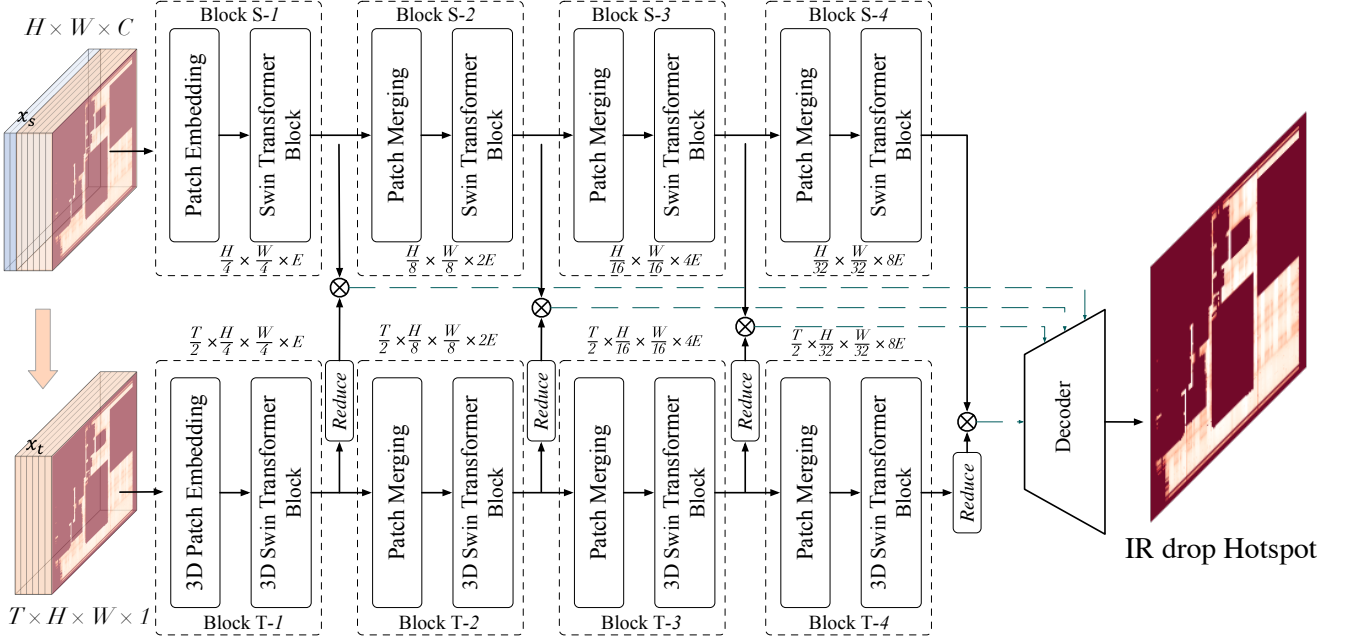 H × W × C
x_s
Block S-1
Patch Embedding
Swin Transformer
Block
H/4 × W/4 × E
Block S-2
Patch Merging
Swin Transformer
Block
H/8 × W/8 × 2E
Block S-3
Patch Merging
Swin Transformer
Block
H/16 × W/16 × 4E
Block S-4
Patch Merging
Swin Transformer
Block
H/32 × W/32 × 8E
⊗
⊗
⊗
⊗
Reduce
Reduce
Reduce
Reduce
x_t
T × H × W × 1
T/2 × H/4 × W/4 × E
3D Patch Embedding
3D Swin Transformer
Block
Block T-1
T/2 × H/8 × W/8 × 2E
Patch Merging
3D Swin Transformer
Block
Block T-2
T/2 × H/16 × W/16 × 4E
Patch Merging
3D Swin Transformer
Block
Block T-3
T/2 × H/32 × W/32 × 8E
Patch Merging
3D Swin Transformer
Block
Block T-4
Decoder
IR drop Hotspot